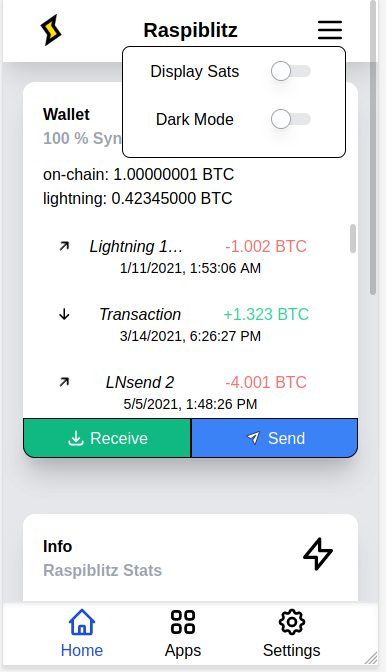 Raspiblitz
Display Sats
Dark Mode
Wallet
100 % Syn
on-chain: 1.00000001 BTC
lightning: 0.42345000 BTC
Lightning 1… -1.002 BTC
1/11/2021, 1:53:06 AM
Transaction +1.323 BTC
3/14/2021, 6:26:27 PM
LNsend 2 -4.001 BTC
5/5/2021, 1:48:26 PM
Receive Send
Info
Raspiblitz Stats
Home Apps Settings